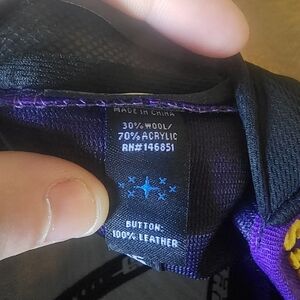 MADE IN CHINA
30% WOOL/
70% ACRYLIC
RN#146851
BUTTON:
100% LEATHER